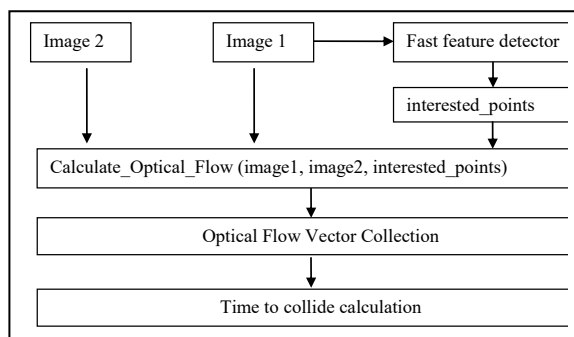 Image 2
Image 1
Fast feature detector
interested_points
Calculate_Optical_Flow (image1, image2, interested_points)
Optical Flow Vector Collection
Time to collide calculation